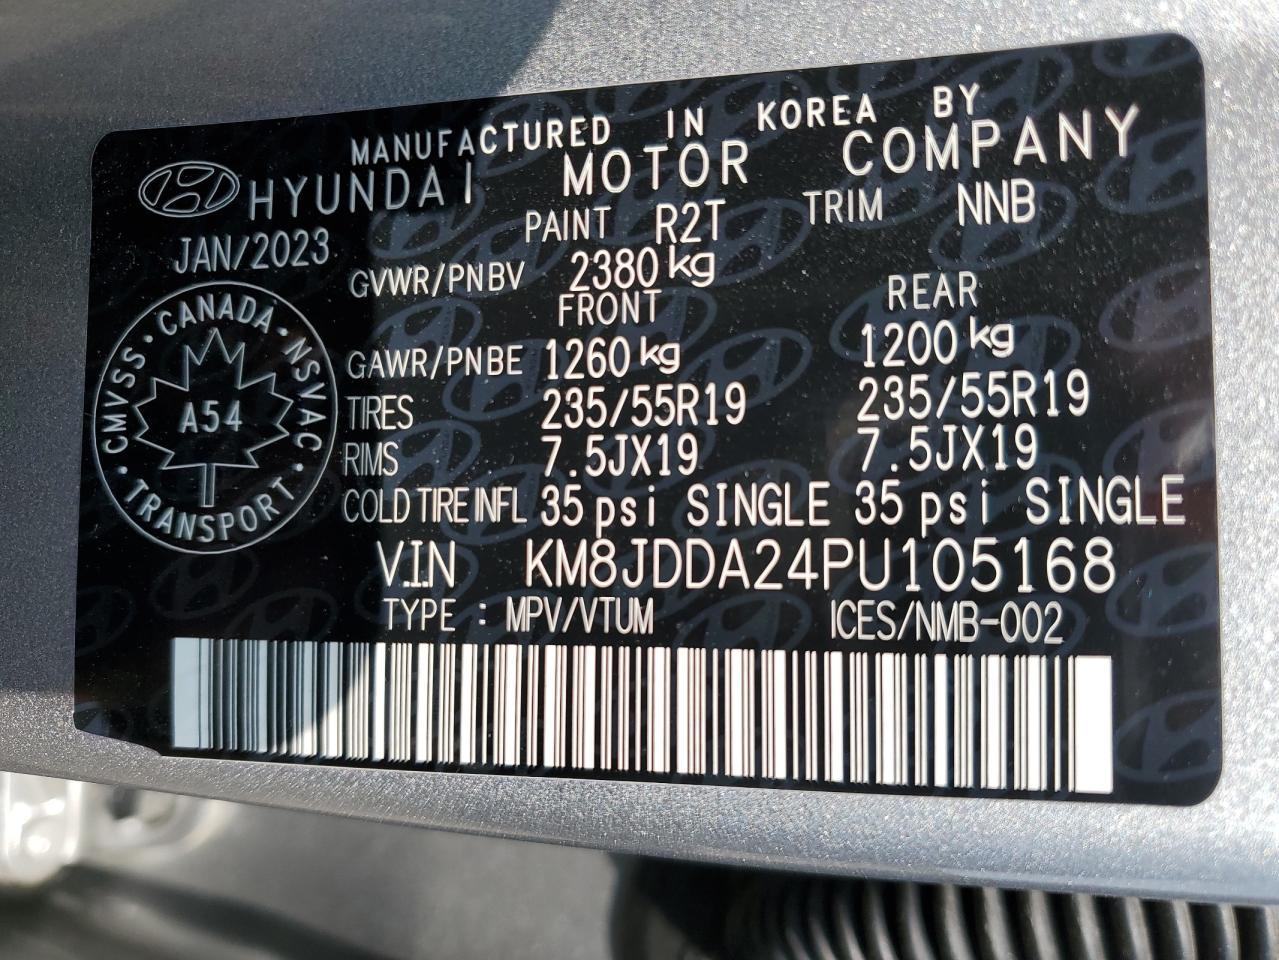 MANUFACTURED IN KOREA BY
HYUNDAI MOTOR COMPANY
JAN/2023 PAINT R2T TRIM NNB
GVWR/PNBV 2380 kg
FRONT REAR
GAWR/PNBE 1260 kg 1200 kg
TIRES 235/55R19 235/55R19
RIMS 7.5JX19 7.5JX19
COLD TIRE INFL 35 psi SINGLE 35 psi SINGLE
V.I.N KM8JDDA24PU105168
TYPE : MPV/VTUM ICES/NMB-002
CMVSS · CANADA · NSVAC · TRANSPORT ·
A54